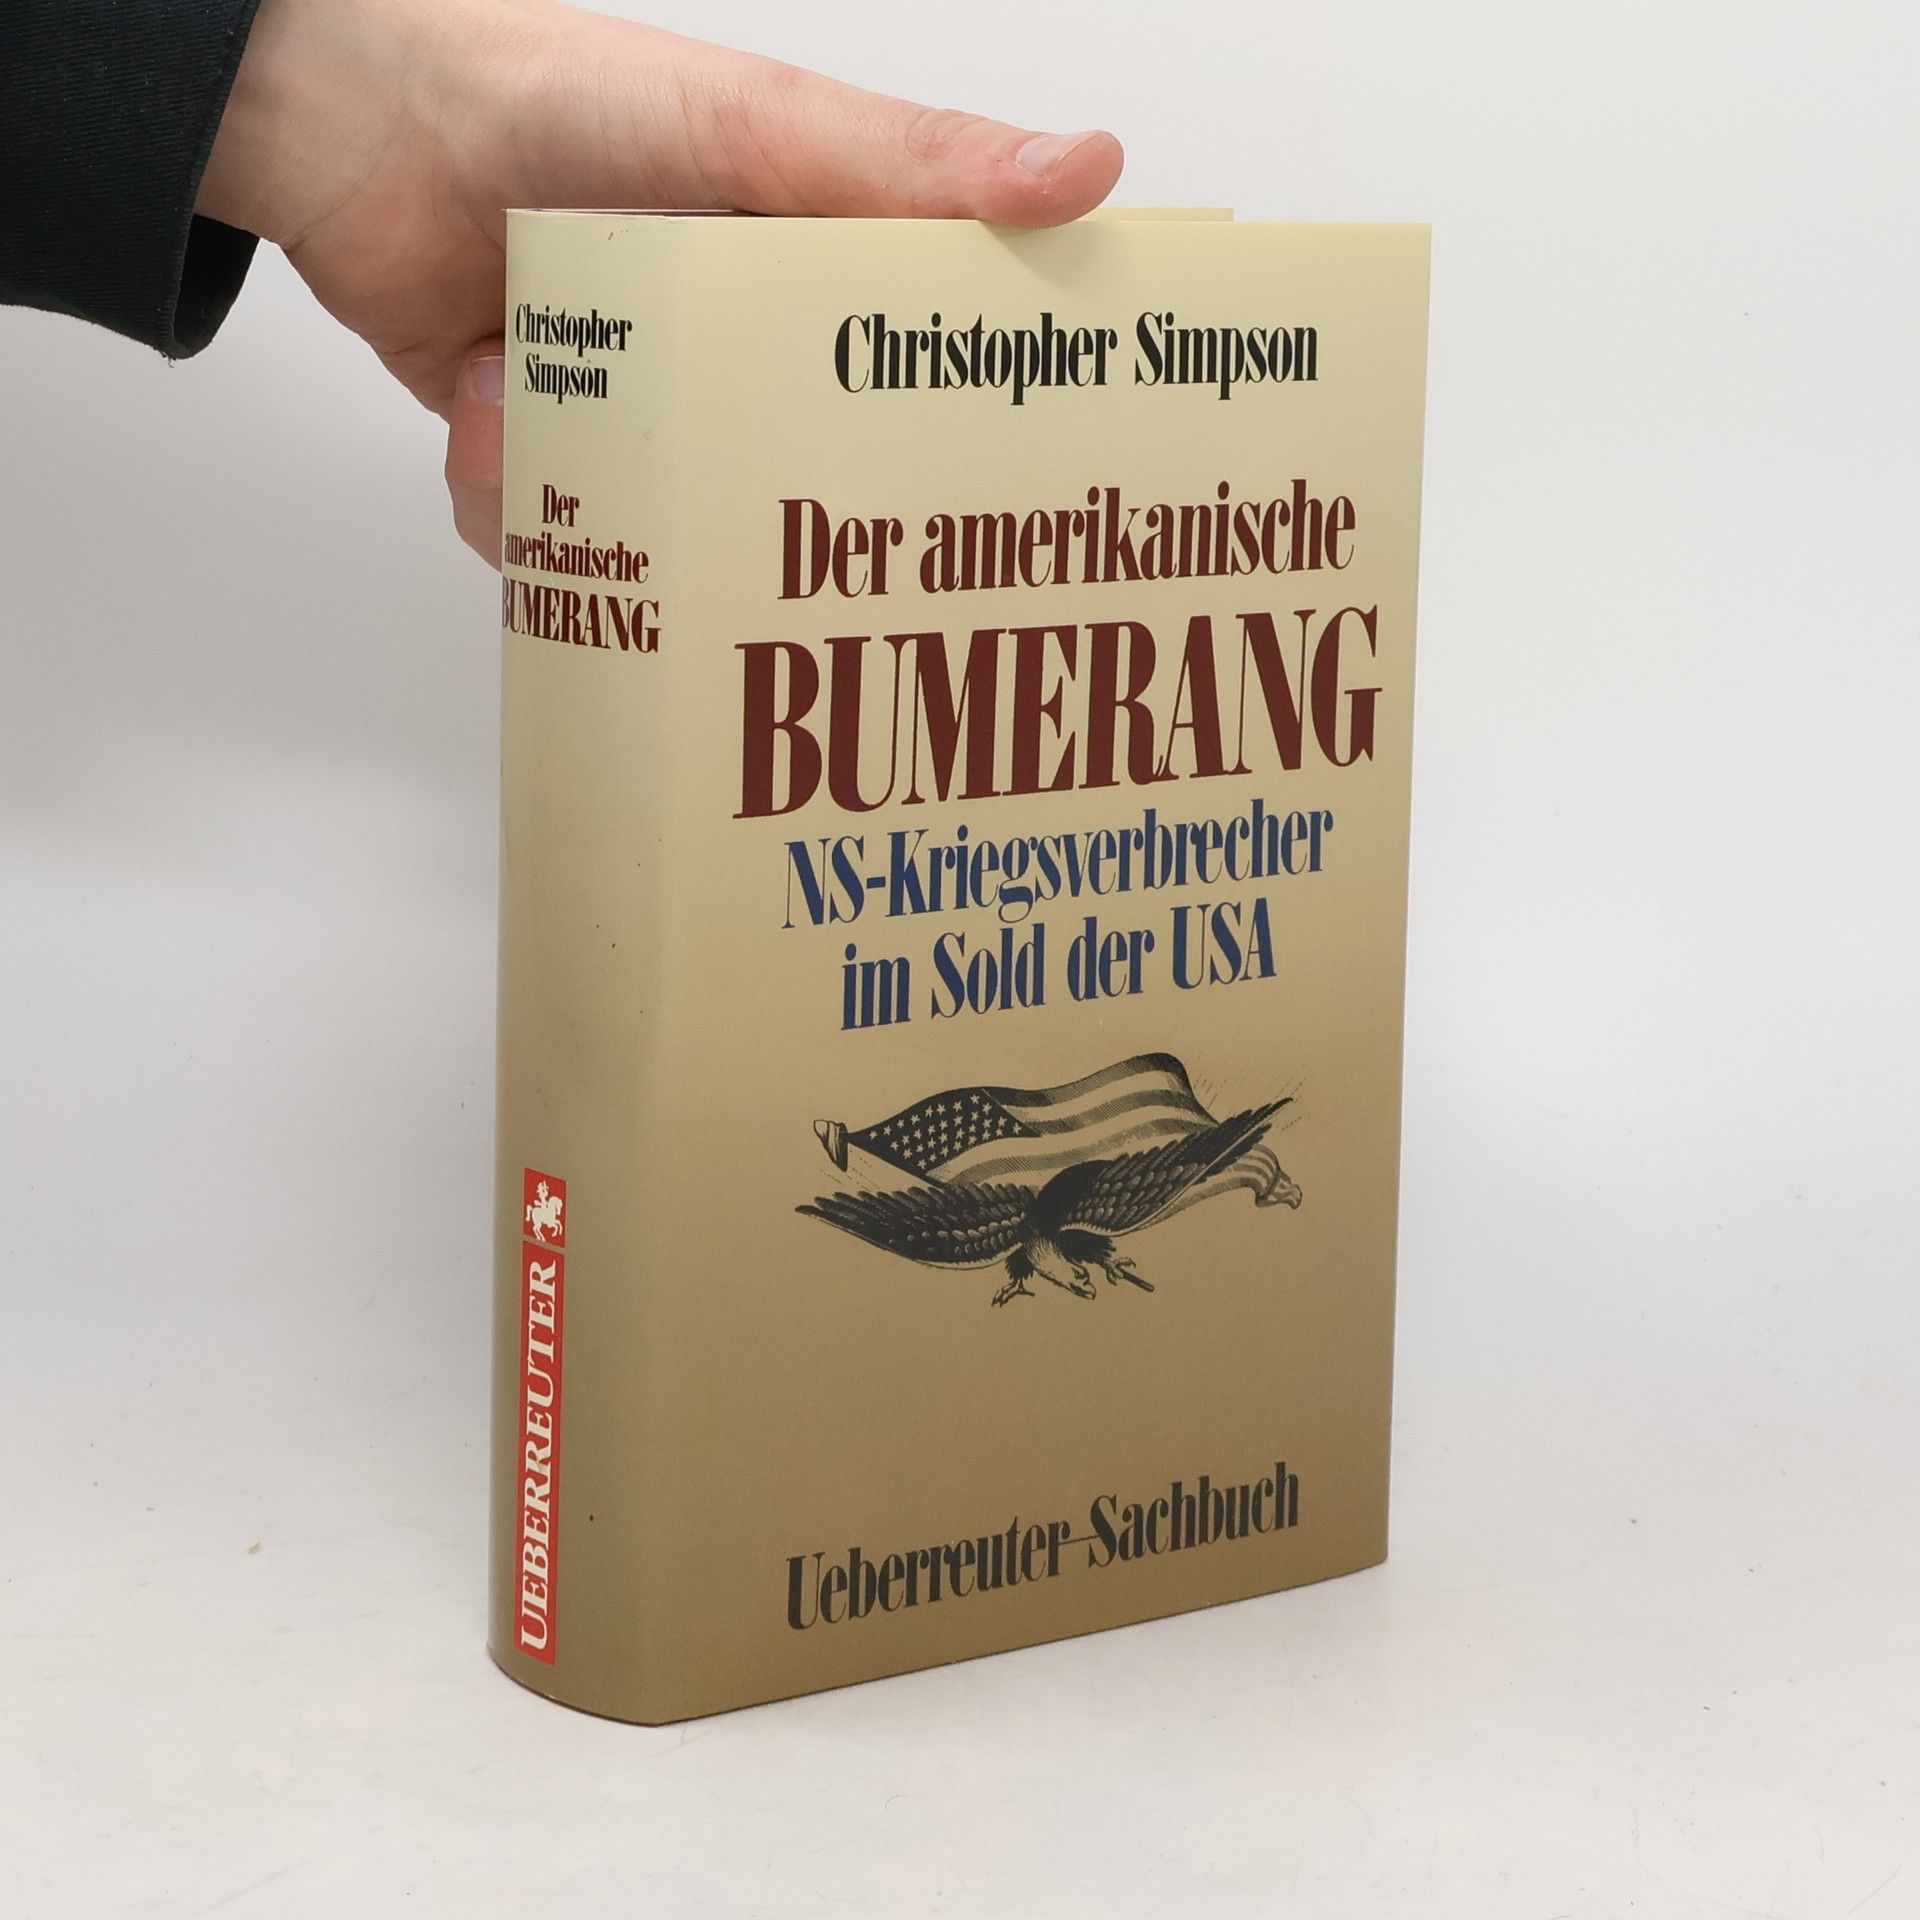 Christopher
Simpson
Der
amerikanische
BUMERANG
UEBERREUTER
Christopher Simpson
Der amerikanische
BUMERANG
NS-Kriegsverbrecher
im Sold der USA
Ueberreuter-Sachbuch